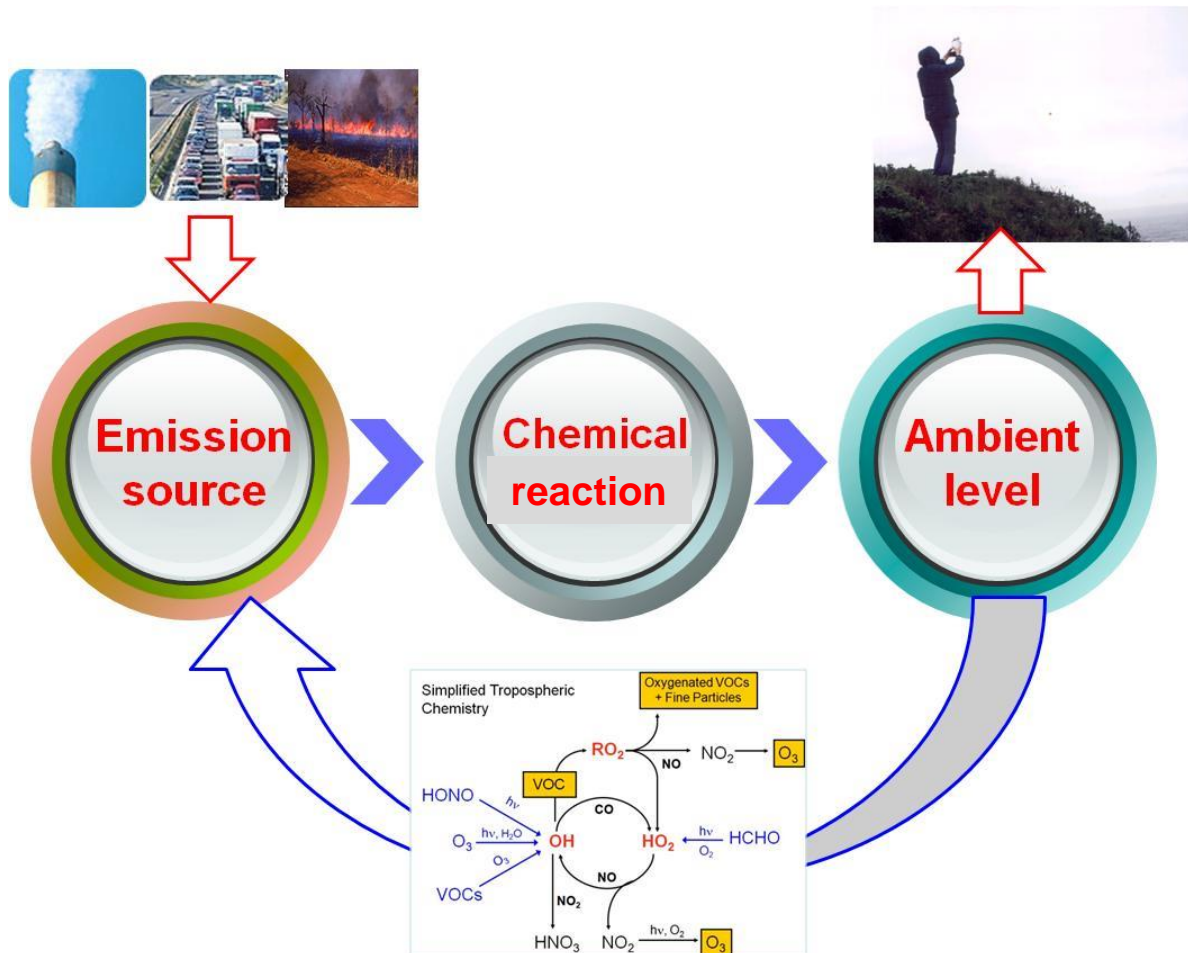 Emission
source
Chemical
reaction
Ambient
level
Simplified Tropospheric
Chemistry
Oxygenated VOCs
+ Fine Particles
RO₂
NO
NO₂
O₃
VOC
HONO
hν
CO
O₃
hν, H₂O
OH
HO₂
hν
O₂
HCHO
O₃
VOCs
NO
NO₂
HNO₃
NO₂
hν, O₂
O₃